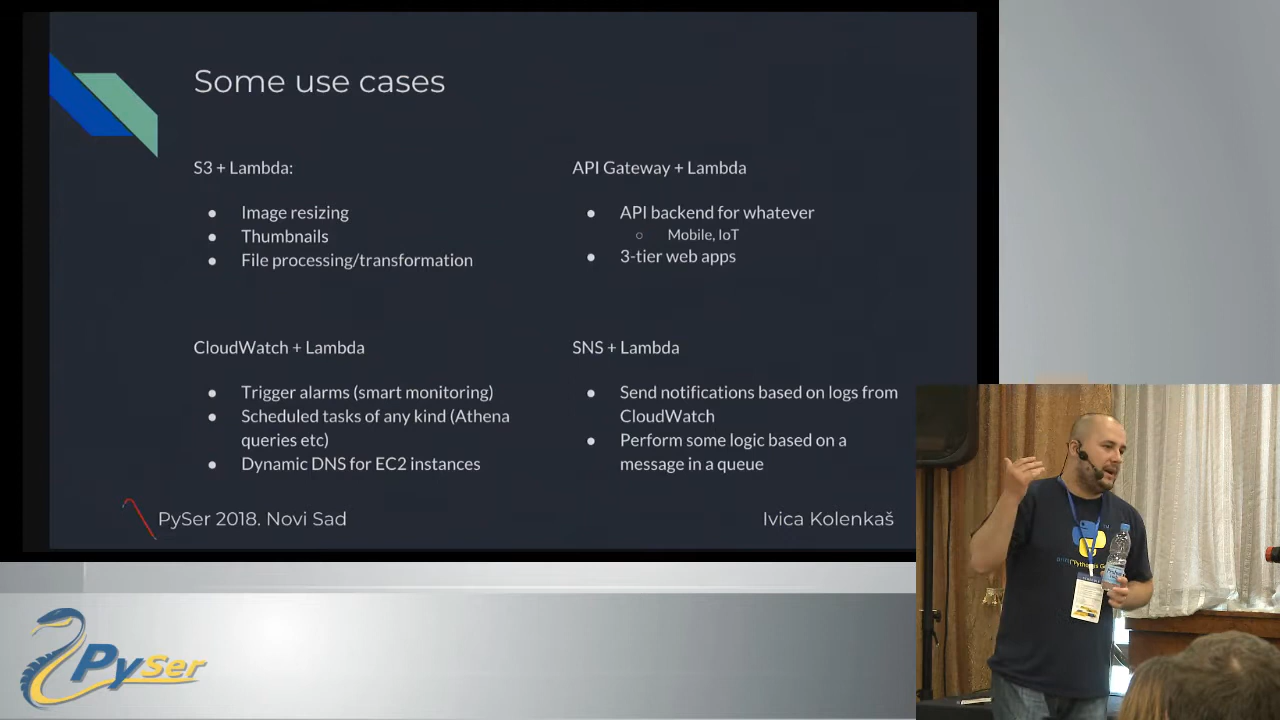 Some use cases
S3 + Lambda:
● Image resizing
● Thumbnails
● File processing/transformation
API Gateway + Lambda
● API backend for whatever
○ Mobile, IoT
● 3-tier web apps
CloudWatch + Lambda
● Trigger alarms (smart monitoring)
● Scheduled tasks of any kind (Athena
queries etc)
● Dynamic DNS for EC2 instances
SNS + Lambda
● Send notifications based on logs from
CloudWatch
● Perform some logic based on a
message in a queue
PySer 2018. Novi Sad
Ivica Kolenkaš
PySer